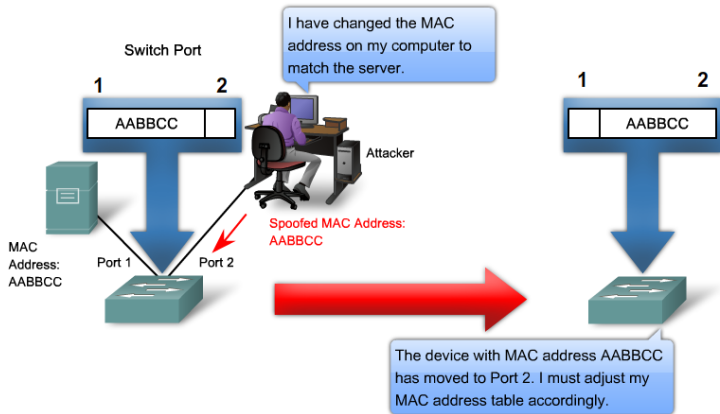 I have changed the MAC
address on my computer to
match the server.
Switch Port
1 2
AABBCC
1 2
AABBCC
Attacker
Spoofed MAC Address:
AABBCC
MAC
Address:
AABBCC
Port 1
Port 2
The device with MAC address AABBCC
has moved to Port 2. I must adjust my
MAC address table accordingly.